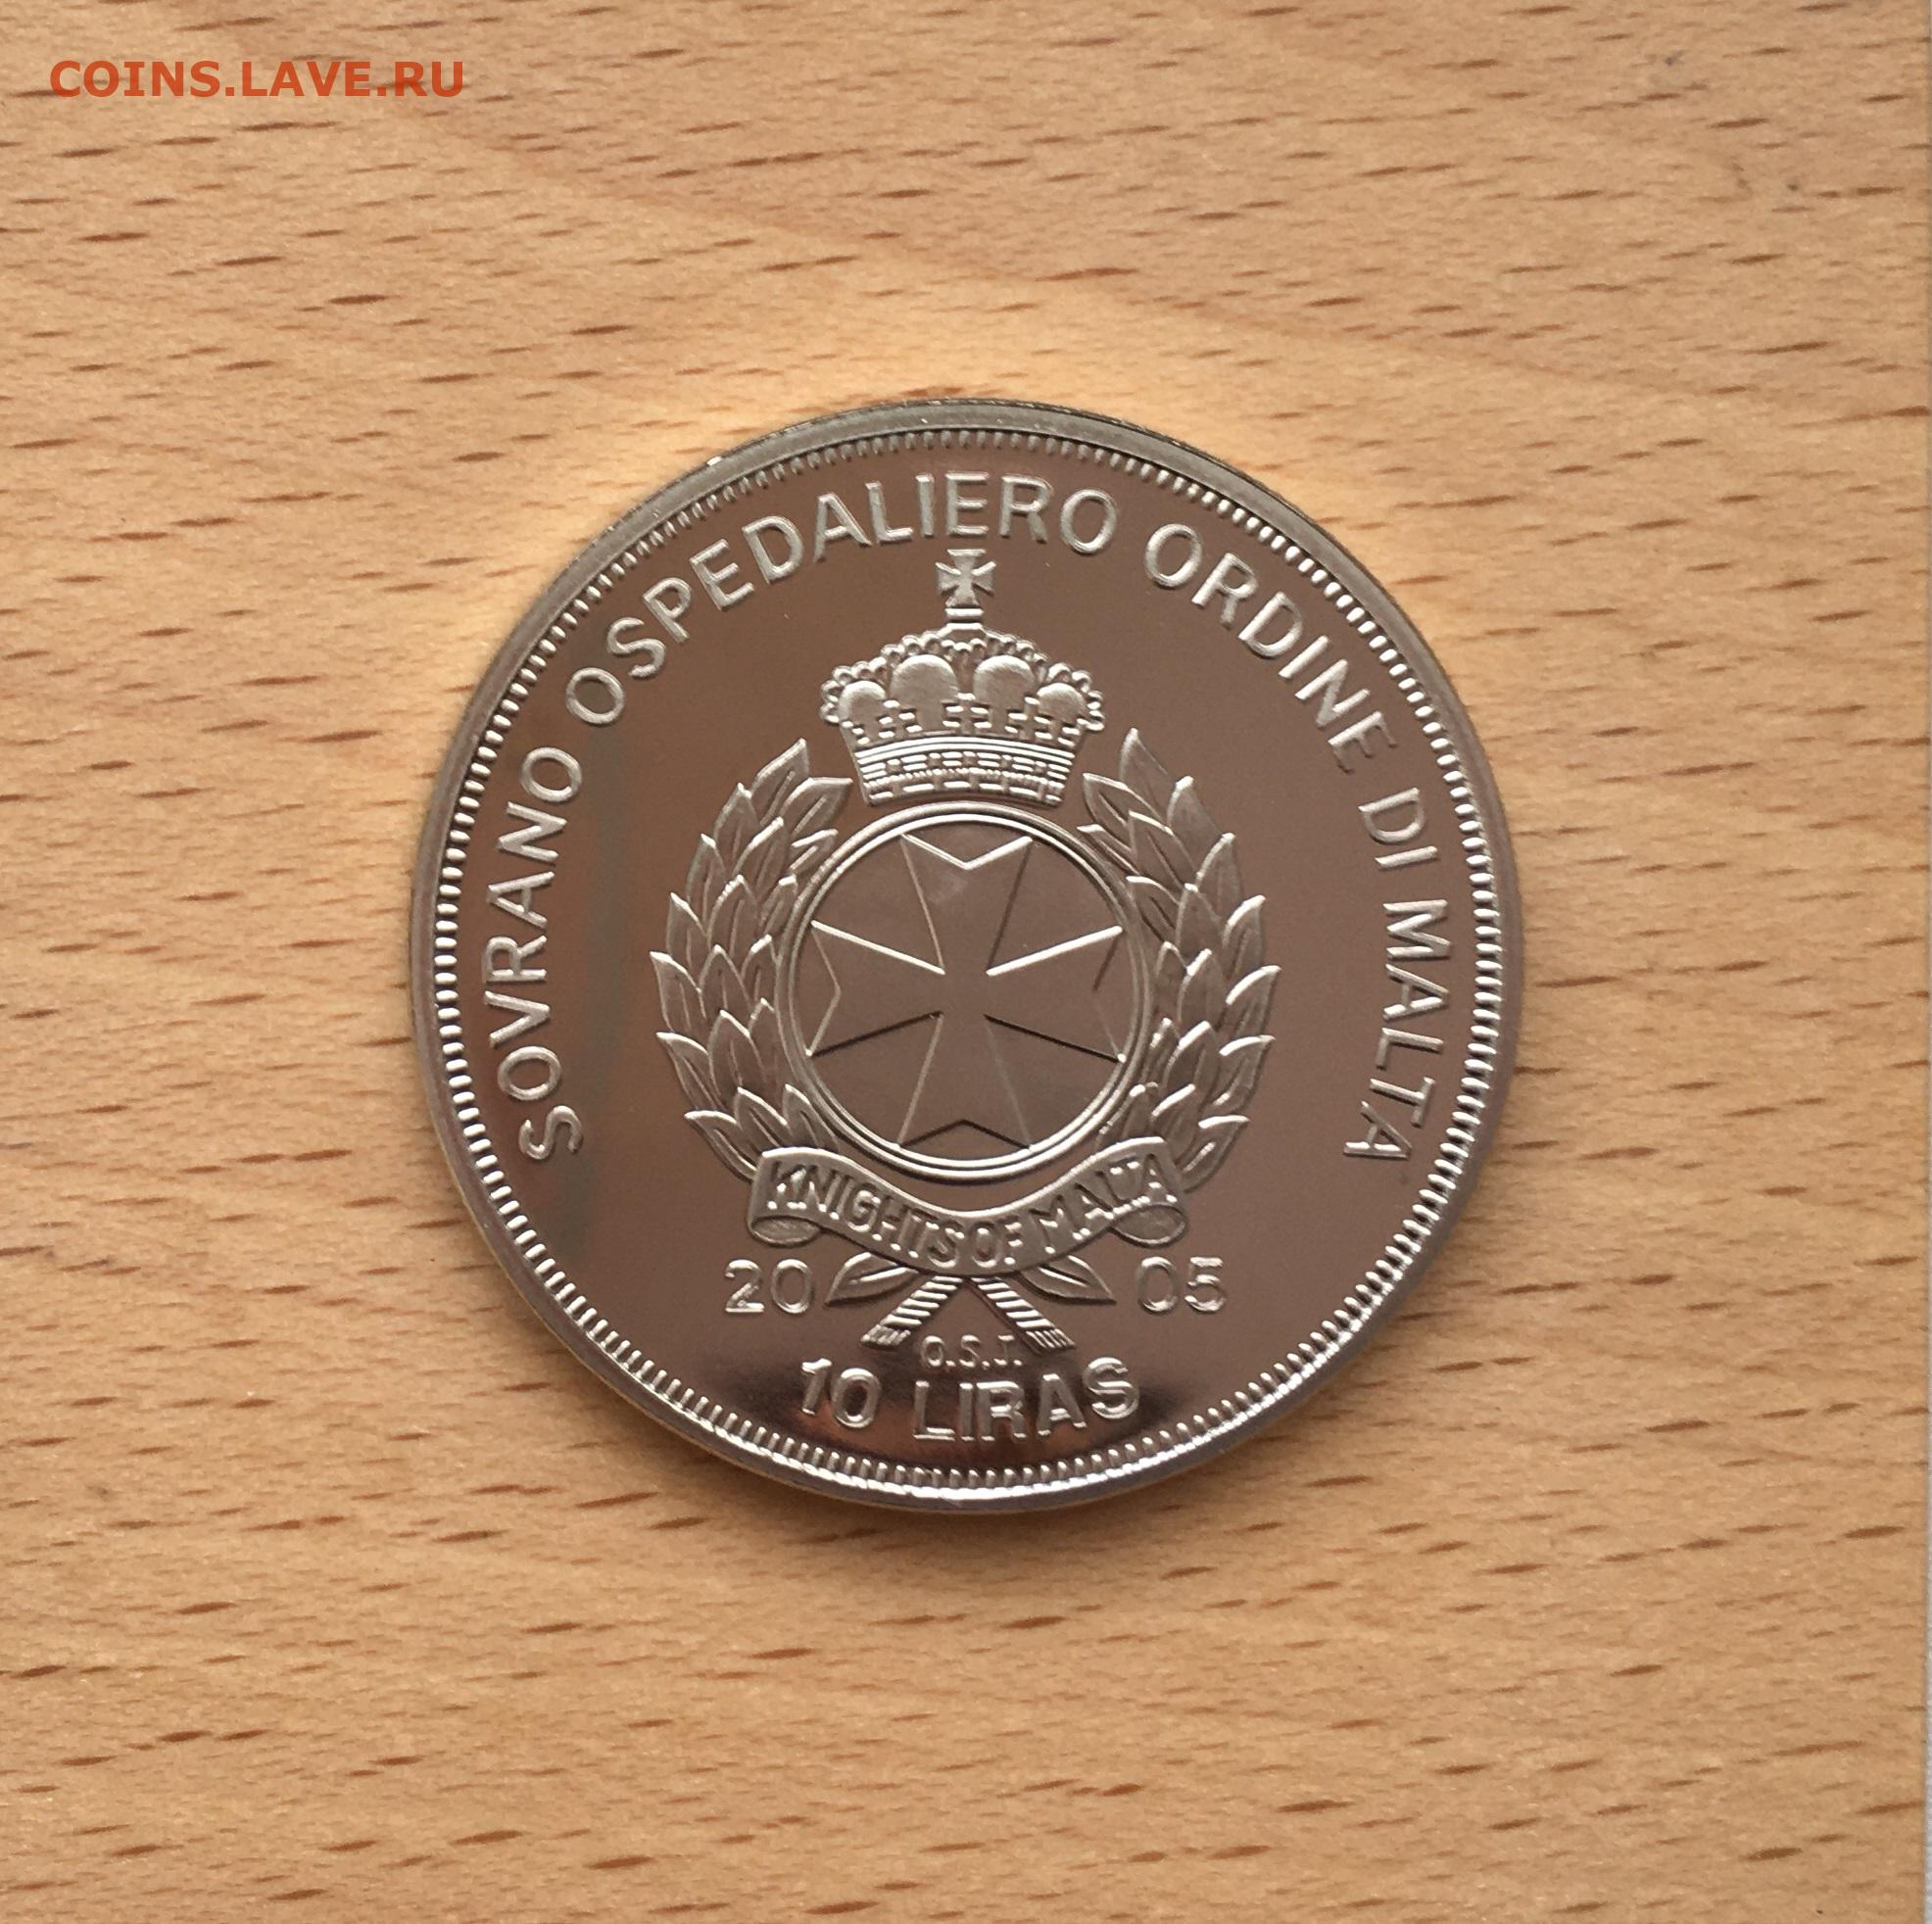 COINS.LAVE.RU
SOVRANO OSPEDALIERO ORDINE DI MALTA
KNIGHTS OF MALTA
20 05
O.S.J.
10 LIRAS